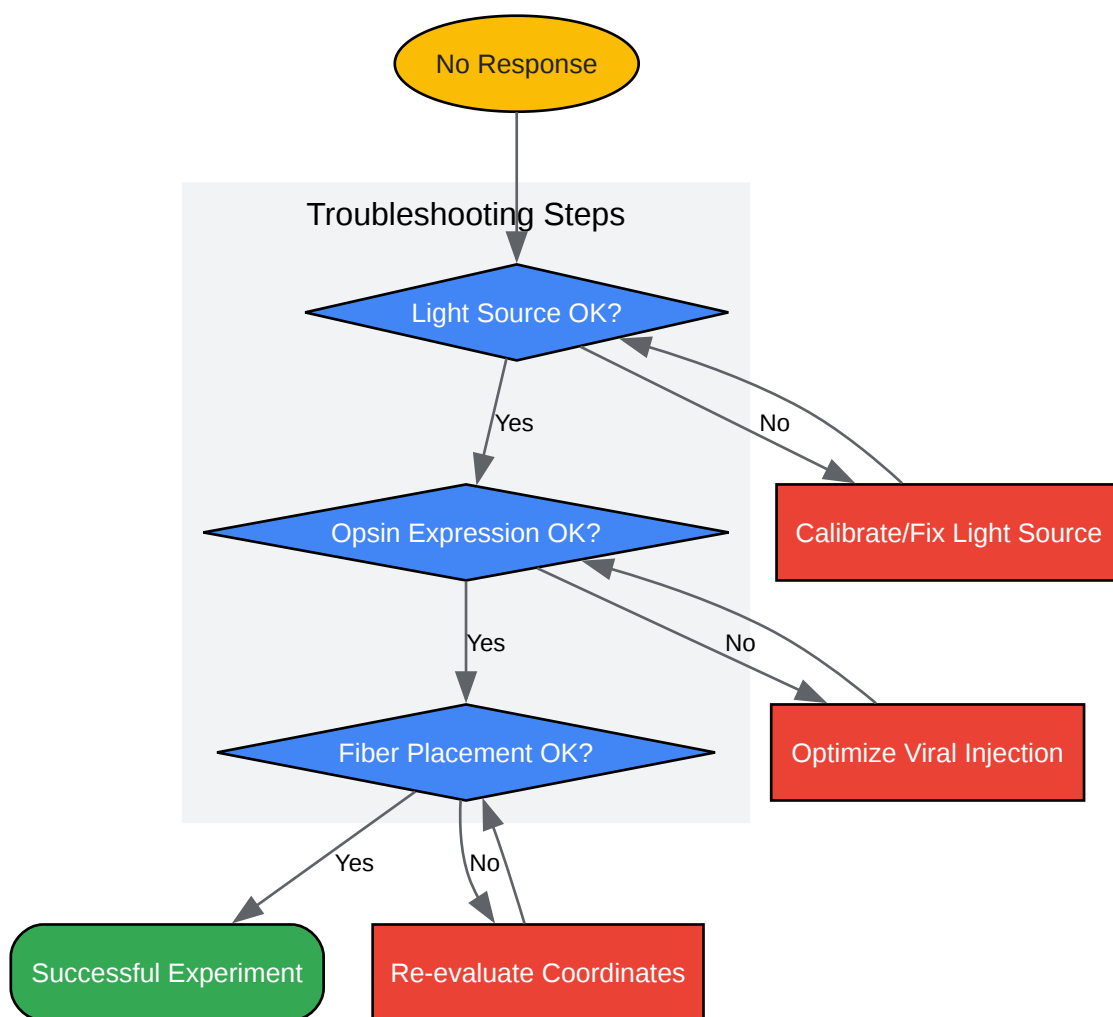 No Response
Troubleshooting Steps
Light Source OK?
Yes
No
Calibrate/Fix Light Source
Opsin Expression OK?
Yes
No
Optimize Viral Injection
Fiber Placement OK?
Yes
No
Successful Experiment
Re-evaluate Coordinates